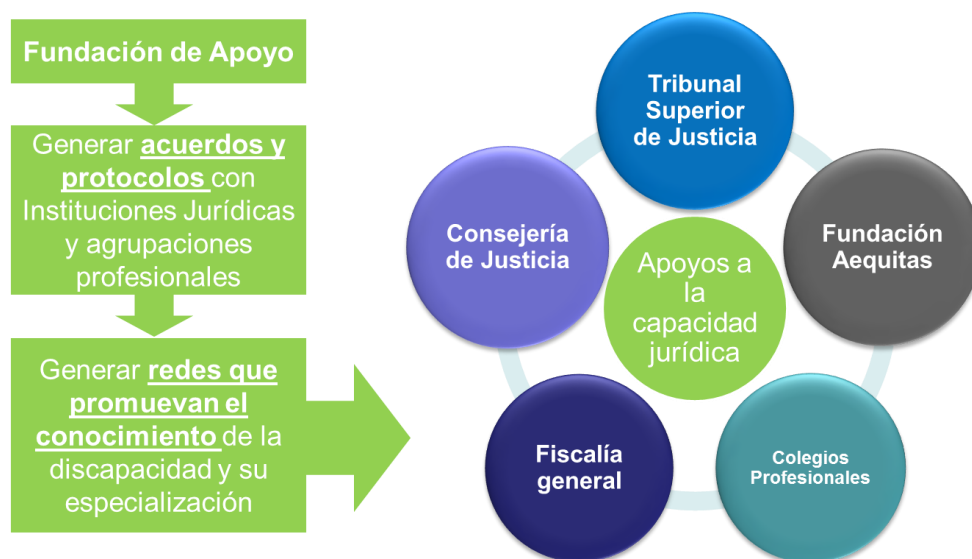 Fundación de Apoyo
Generar acuerdos y
protocolos con
Instituciones Jurídicas
y agrupaciones
profesionales
Generar redes que
promuevan el
conocimiento de la
discapacidad y su
especialización
Tribunal
Superior
de Justicia
Consejería
de Justicia
Fundación
Aequitas
Apoyos a
la
capacidad
jurídica
Fiscalía
general
Colegios
Profesionales